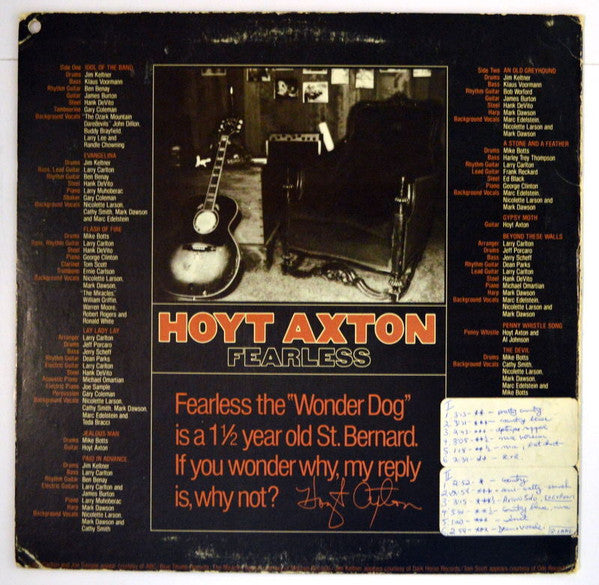 Side One IDOL OF THE BAND
Drums Jim Keltner
Bass Klaus Voormann
Rhythm Guitar Ben Benay
Guitar James Burton
Steel Hank DeVito
Tambourine Gary Coleman
Background Vocals "The Ozark Mountain
Daredevils" John Dillon,
Buddy Brayfield,
Larry Lee and
Randle Chowning
EVANGELINA
Drums Jim Keltner
Bass, Lead Guitar Larry Carlton
Rhythm Guitar Ben Benay
Steel Hank DeVito
Piano Larry Muhoberac
Shaker Gary Coleman
Background Vocals Nicolette Larson,
Cathy Smith, Mark Dawson
and Marc Edelstein
FLASH OF FIRE
Drums Mike Botts
Bass, Rhythm Guitar Larry Carlton
Steel Hank DeVito
Piano George Clinton
Clarinet Tom Scott
Trombone Ernie Carlson
Background Vocals Nicolette Larson,
Mark Dawson,
"The Miracles,"
William Griffin,
Warren Moore,
Robert Rogers and
Ronald White
LAY LADY LAY
Arranger Larry Carlton
Drums Jeff Porcaro
Bass Jerry Scheff
Rhythm Guitar Dean Parks
Electric Guitar Larry Carlton
Steel Hank DeVito
Acoustic Piano Michael Omartian
Electric Piano Joe Sample
Percussion Gary Coleman
Background Vocals Nicolette Larson,
Cathy Smith, Mark Dawson,
Marc Edelstein and
JEALOUS MAN
Drums Mike Botts
Guitar Hoyt Axton
PAID IN ADVANCE
Drums Jim Keltner
Bass Larry Carlton
Rhythm Guitar Ben Benay
Electric Guitars Larry Carlton and
James Burton
Piano Larry Muhoberac
Harp Mark Dawson
Background Vocals Nicolette Larson,
Mark Dawson and
Cathy Smith
HOYT AXTON
FEARLESS
Fearless the "Wonder Dog"
is a 1½ year old St. Bernard.
If you wonder why, my reply
is, why not? Hoyt Axton
Side Two AN OLD GREYHOUND
Drums Jim Keltner
Bass Klaus Voormann
Rhythm Guitar Bob Worford
Guitar James Burton
Steel Hank DeVito
Harp Mark Dawson
Background Vocals Marc Edelstein,
Nicolette Larson and
Mark Dawson
A STONE AND A FEATHER
Drums Mike Botts
Bass Harley Troy Thompson
Rhythm Guitar Larry Carlton
Lead Guitar Frank Reckard
Steel Ed Black
Piano George Clinton
Background Vocals Marc Edelstein,
Nicolette Larson and
Mark Dawson
GYPSY MOTH
Guitar Hoyt Axton
BEYOND THESE WALLS
Arranger Larry Carlton
Drums Jeff Porcaro
Bass Jerry Scheff
Rhythm Guitar Dean Parks
Lead Guitar Larry Carlton
Steel Hank DeVito
Piano Michael Omartian
Harp Mark Dawson
Background Vocals Marc Edelstein,
Nicolette Larson and
Mark Dawson
PENNY WHISTLE SONG
Penny Whistle Hoyt Axton and
Al Johnson
THE DEVIL
Drums Mike Botts
Bass Larry Carlton
Background Vocals Cathy Smith,
Nicolette Larson,
Mark Dawson,
Marc Edelstein and
Mike Botts